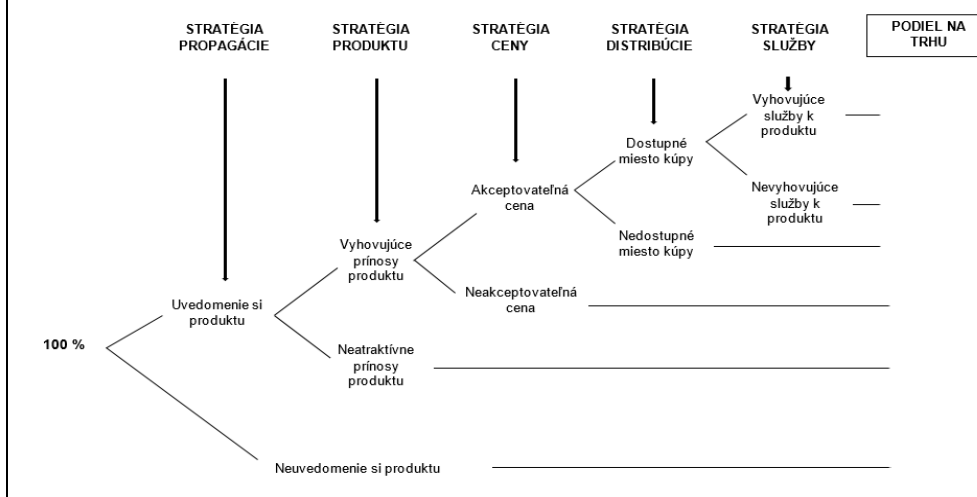 STRATÉGIA
PROPAGÁCIE
STRATÉGIA
PRODUKTU
STRATÉGIA
CENY
STRATÉGIA
DISTRIBÚCIE
STRATÉGIA
SLUŽBY
PODIEL NA
TRHU
Vyhovujúce
služby k
produktu
Dostupné
miesto kúpy
Akceptovateľná
cena
Nevyhovujúce
služby k
produktu
Vyhovujúce
prínosy
produktu
Nedostupné
miesto kúpy
Uvedomenie si
produktu
Neakceptovateľná
cena
100 %
Neatraktívne
prínosy
produktu
Neuvedomenie si produktu